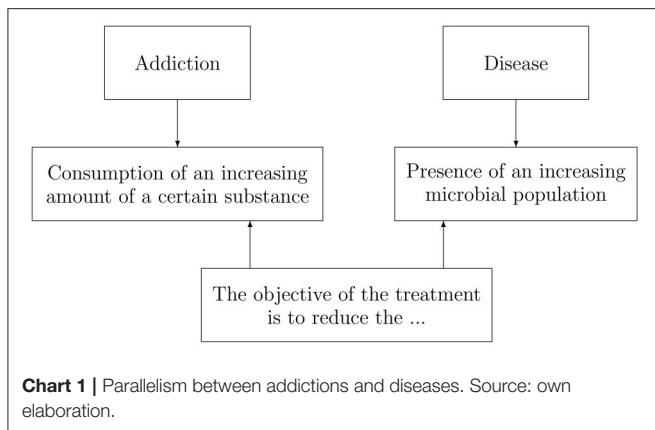 Addiction
Disease
Consumption of an increasing
amount of a certain substance
Presence of an increasing
microbial population
The objective of the treatment
is to reduce the ...
Chart 1 | Parallelism between addictions and diseases. Source: own
elaboration.